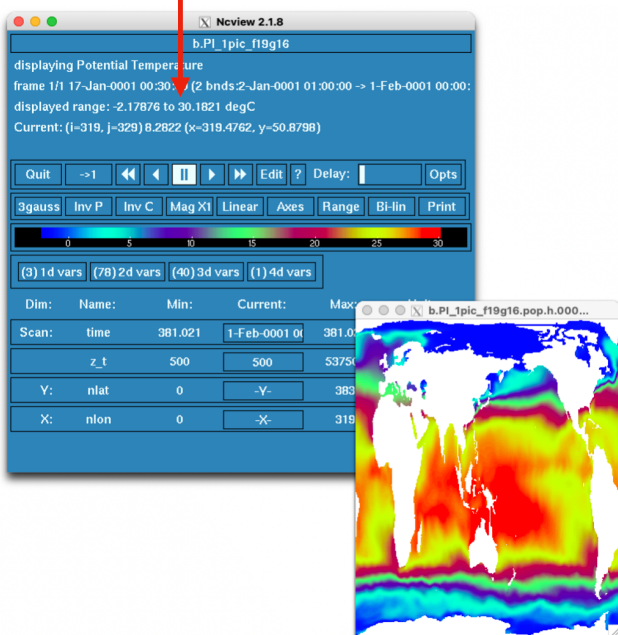 Ncview 2.1.8
b.PI_1pic_f19g16
displaying Potential Temperature
frame 1/1 17-Jan-0001 00:30: (2 bnds:2-Jan-0001 01:00:00 -> 1-Feb-0001 00:00:
displayed range: -2.17876 to 30.1821 degC
Current: (i=319, j=329) 8.2822 (x=319.4762, y=50.8798)
Quit ->1 Edit ? Delay: Opts
3gauss Inv P Inv C Mag X1 Linear Axes Range Bi-lin Print
0 5 10 15 20 25 30
(3) 1d vars (78) 2d vars (40) 3d vars (1) 4d vars
Dim: Name: Min: Current: Max:
Scan: time 381.021 1-Feb-0001 00 381.0
z_t 500 500 5375
Y: nlat 0 -Y- 383
X: nlon 0 -X- 319
b.PI_1pic_f19g16.pop.h.000...